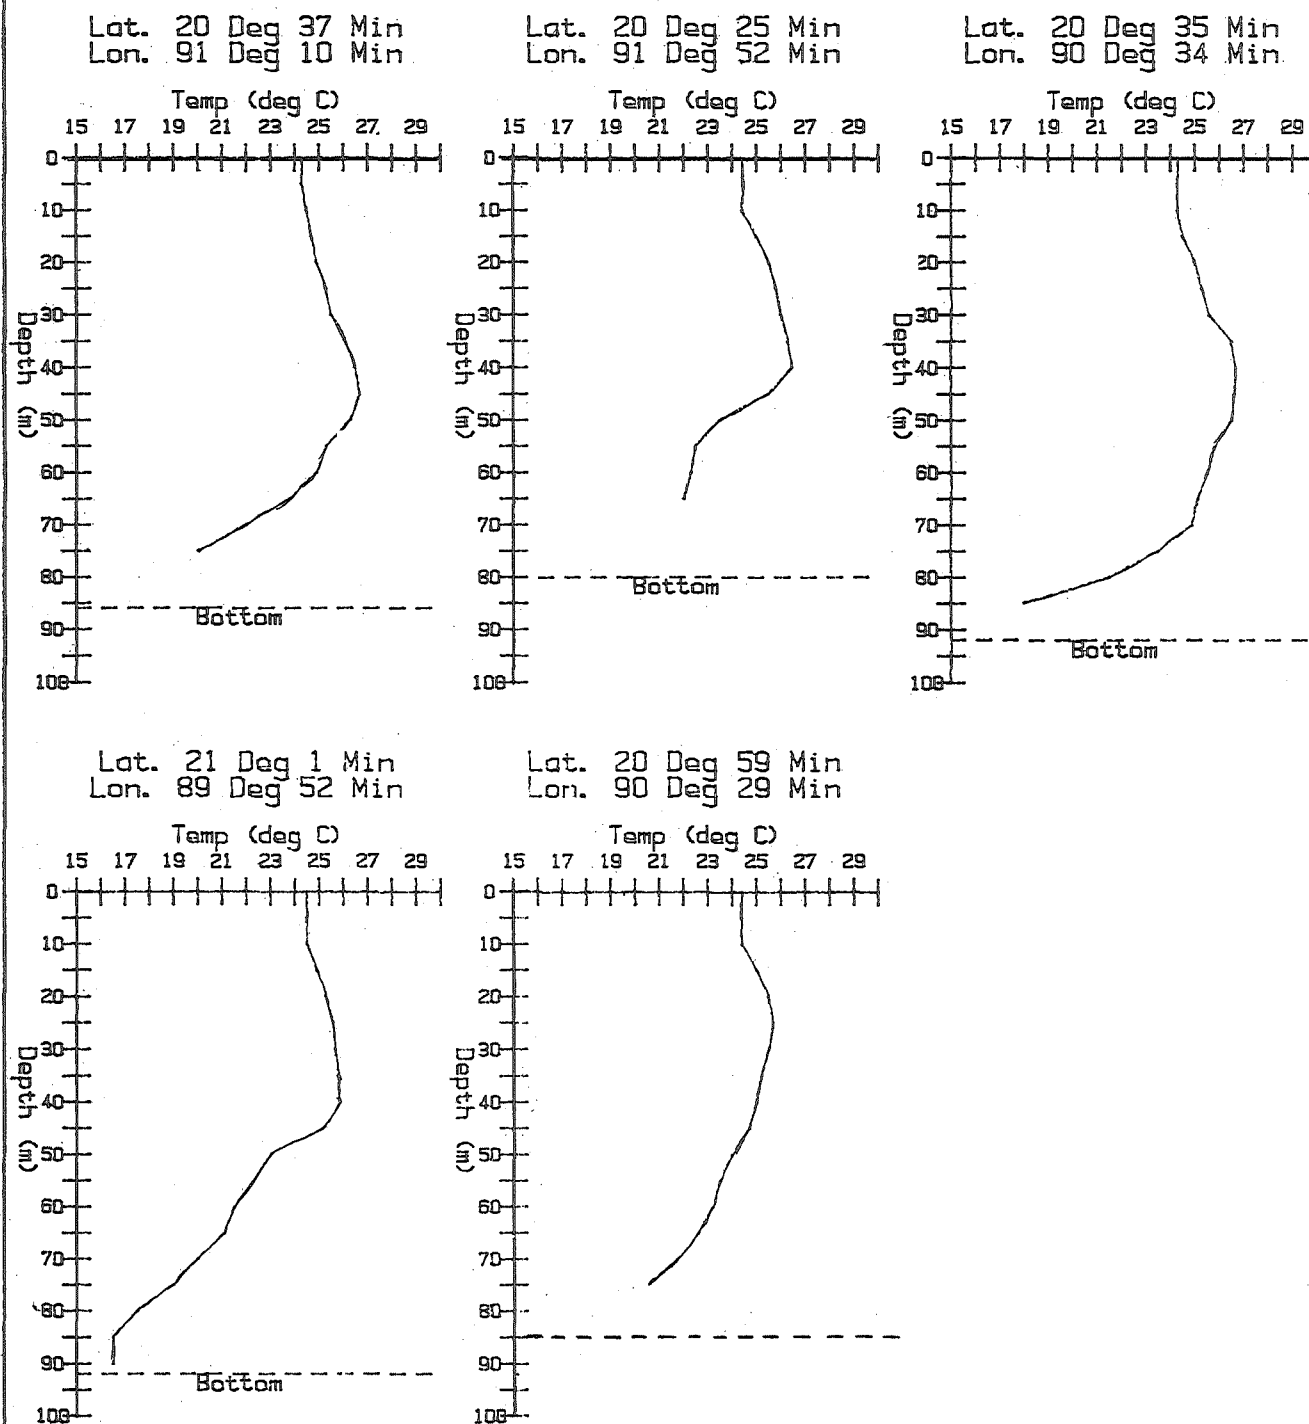 Lat. 20 Deg 37 Min
Lon. 91 Deg 10 Min
Temp (deg C)
15 17 19 21 23 25 27 29
0
10
20
30
40
50
60
70
80
90
100
Depth (m)
Bottom
Lat. 20 Deg 25 Min
Lon. 91 Deg 52 Min
Temp (deg C)
15 17 19 21 23 25 27 29
0
10
20
30
40
50
60
70
80
90
100
Depth (m)
Bottom
Lat. 20 Deg 35 Min
Lon. 90 Deg 34 Min
Temp (deg C)
15 17 19 21 23 25 27 29
0
10
20
30
40
50
60
70
80
90
100
Depth (m)
Bottom
Lat. 21 Deg 1 Min
Lon. 89 Deg 52 Min
Temp (deg C)
15 17 19 21 23 25 27 29
0
10
20
30
40
50
60
70
80
90
100
Depth (m)
Bottom
Lat. 20 Deg 59 Min
Lon. 90 Deg 29 Min
Temp (deg C)
15 17 19 21 23 25 27 29
0
10
20
30
40
50
60
70
80
90
100
Depth (m)